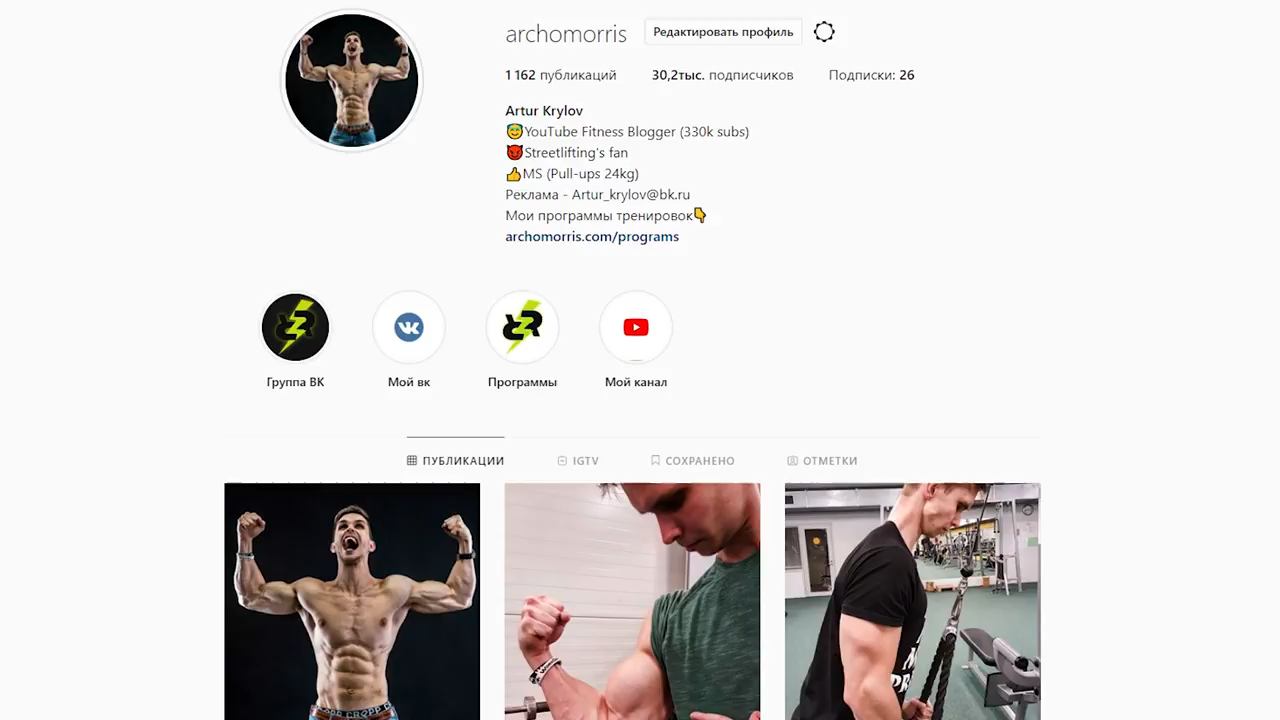 archomorris
Редактировать профиль
1 162 публикаций
30,2тыс. подписчиков
Подписки: 26
Artur Krylov
😇YouTube Fitness Blogger (330k subs)
😈Streetlifting's fan
👍MS (Pull-ups 24kg)
Реклама - Artur_krylov@bk.ru
Мои программы тренировок👇
archomorris.com/programs
Группа ВК
Мой вк
Программы
Мой канал
ПУБЛИКАЦИИ
IGTV
СОХРАНЕНО
ОТМЕТКИ